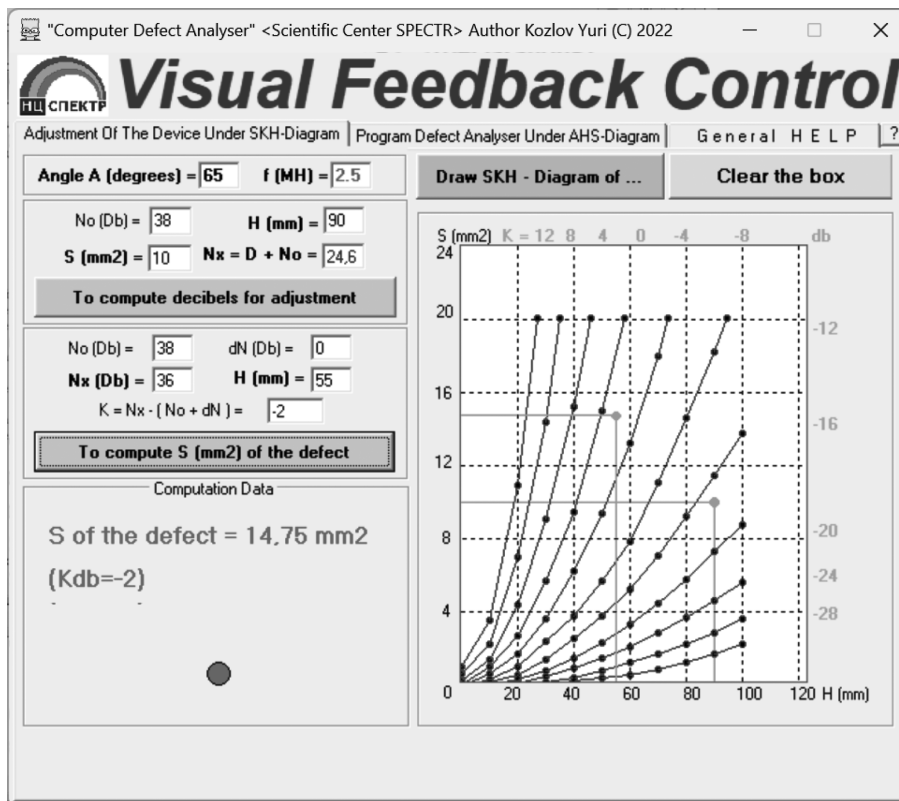 "Computer Defect Analyser" <Scientific Center SPECTR> Author Kozlov Yuri (C) 2022
НЦ СПЕКТР
Visual Feedback Control
Adjustment Of The Device Under SKH-Diagram
Program Defect Analyser Under AHS-Diagram
General HELP
?
Angle A (degrees) = 65 f (MH) = 2.5
No (Db) = 38 H (mm) = 90
S (mm2) = 10 Nx = D + No = 24,6
To compute decibels for adjustment
No (Db) = 38 dN (Db) = 0
Nx (Db) = 36 H (mm) = 55
K = Nx - ( No + dN ) = -2
To compute S (mm2) of the defect
Computation Data
S of the defect = 14,75 mm2
(Kdb=-2)
Draw SKH - Diagram of ...
Clear the box
S (mm2) K = 12 8 4 0 -4 -8 db
24
20
16
12
8
4
-12
-16
-20
-24
-28
0 20 40 60 80 100 120 H (mm)